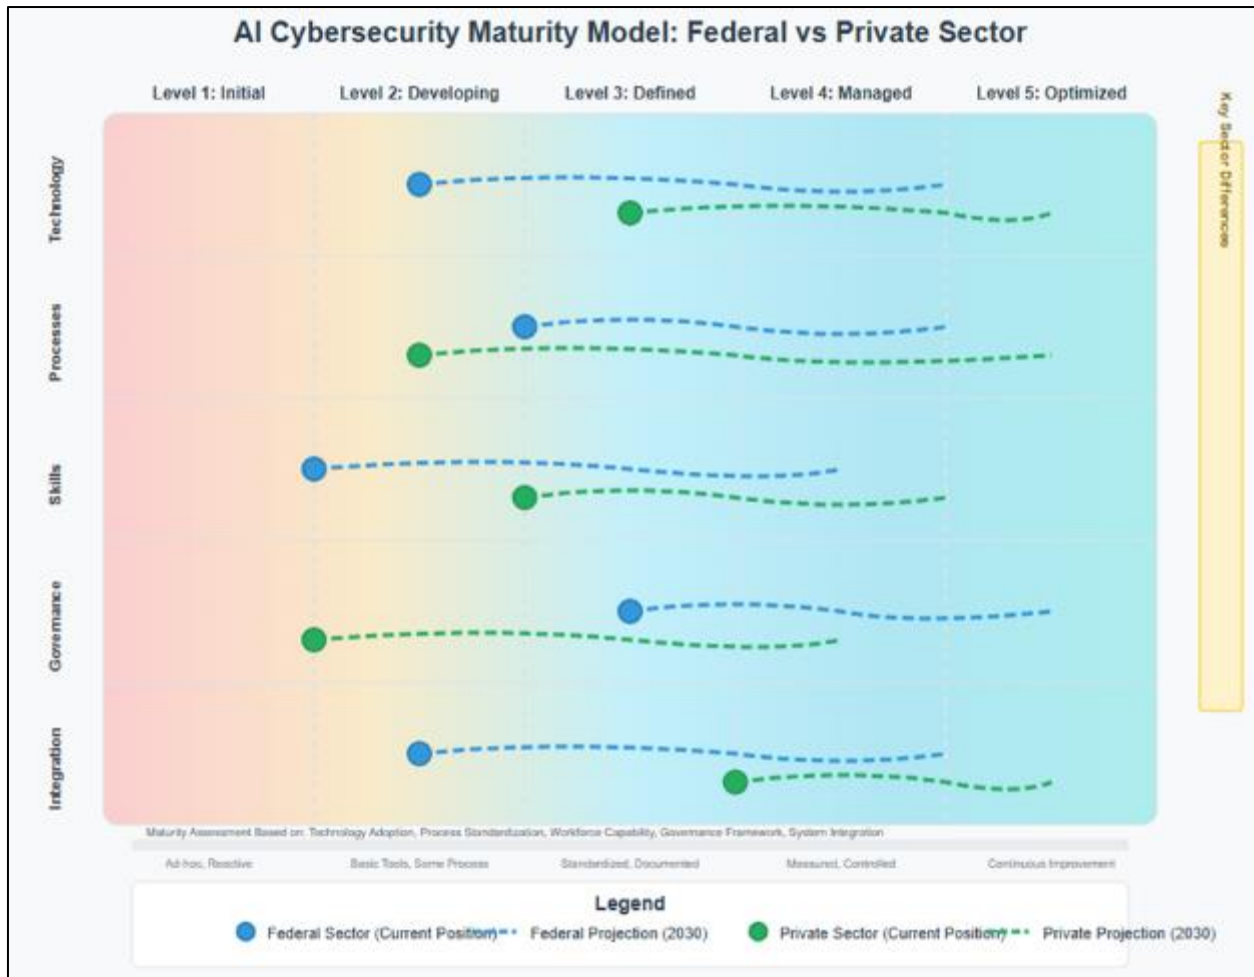 AI Cybersecurity Maturity Model: Federal vs Private Sector
Level 1: Initial
Level 2: Developing
Level 3: Defined
Level 4: Managed
Level 5: Optimized
Key Sector Differences
Technology
Processes
Skills
Governance
Integration
Maturity Assessment Based on: Technology Adoption, Process Standardization, Workforce Capability, Governance Framework, System Integration
Ad-hoc, Reactive
Basic Tools, Some Process
Standardized, Documented
Measured, Controlled
Continuous Improvement
Legend
Federal Sector (Current Position)
Federal Projection (2030)
Private Sector (Current Position)
Private Projection (2030)